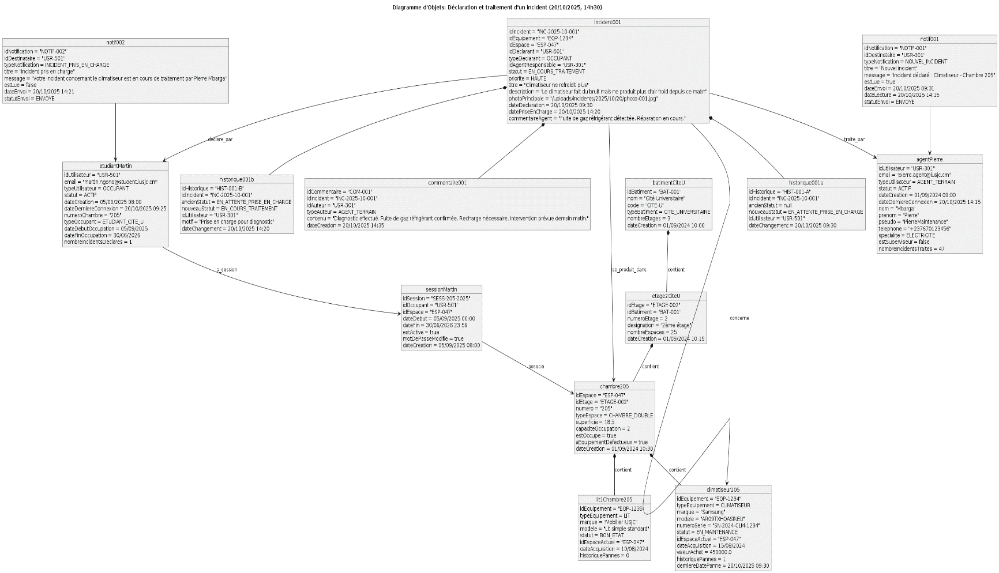 Diagramme d'Objets: Déclaration et traitement d'un incident (20/10/2025, 14h30)
incident001
idIncident = "INC-2025-10-001"
idEquipement = "EQP-1234"
idEspace = "ESP-047"
idDeclarant = "USR-501"
typeDeclarant = OCCUPANT
idAgentResponsable = "USR-301"
statut = EN_COURS_TRAITEMENT
priorite = HAUTE
titre = "Climatiseur ne refroidit plus"
description = "Le climatiseur fait du bruit mais ne produit plus d'air froid depuis ce matin"
photoPrincipale = "/uploads/incidents/2025/10/20/photo-001.jpg"
dateDeclaration = 20/10/2025 09:30
datePriseEnCharge = 20/10/2025 14:20
commentaireAgent = "Fuite de gaz réfrigérant détectée. Réparation en cours."
notif002
idNotification = "NOTIF-002"
idDestinataire = "USR-501"
typeNotification = INCIDENT_PRIS_EN_CHARGE
titre = "Incident pris en charge"
message = "Votre incident concernant le climatiseur est en cours de traitement par Pierre Mbarga"
estLue = false
dateEnvoi = 20/10/2025 14:21
statutEnvoi = ENVOYE
notif001
idNotification = "NOTIF-001"
idDestinataire = "USR-301"
typeNotification = NOUVEL_INCIDENT
titre = "Nouvel incident"
message = "Incident déclaré : Climatiseur - Chambre 205"
estLue = true
dateEnvoi = 20/10/2025 09:31
dateLecture = 20/10/2025 14:15
statutEnvoi = ENVOYE
declare_par
traite_par
etudiantMartin
idUtilisateur = "USR-501"
email = "martin.ngono@student.iusjc.cm"
typeUtilisateur = OCCUPANT
statut = ACTIF
dateCreation = 05/09/2025 08:00
dateDerniereConnexion = 20/10/2025 09:25
numeroChambre = "205"
typeOccupant = ETUDIANT_CITE_U
dateDebutOccupation = 05/09/2025
dateFinOccupation = 30/06/2026
nombreIncidentsDeclares = 1
historique001b
idHistorique = "HIST-001-B"
idIncident = "INC-2025-10-001"
ancienStatut = EN_ATTENTE_PRISE_EN_CHARGE
nouveauStatut = EN_COURS_TRAITEMENT
idUtilisateur = "USR-301"
motif = "Prise en charge pour diagnostic"
dateChangement = 20/10/2025 14:20
commentaire001
idCommentaire = "COM-001"
idIncident = "INC-2025-10-001"
idAuteur = "USR-301"
typeAuteur = AGENT_TERRAIN
contenu = "Diagnostic effectué. Fuite de gaz réfrigérant confirmée. Recharge nécessaire. Intervention prévue demain matin."
dateCreation = 20/10/2025 14:35
batimentCiteU
idBatiment = "BAT-001"
nom = "Cité Universitaire"
code = "CITE-U"
typeBatiment = CITE_UNIVERSITAIRE
nombreEtages = 3
dateCreation = 01/09/2024 10:00
historique001a
idHistorique = "HIST-001-A"
idIncident = "INC-2025-10-001"
ancienStatut = null
nouveauStatut = EN_ATTENTE_PRISE_EN_CHARGE
idUtilisateur = "USR-501"
dateChangement = 20/10/2025 09:30
agentPierre
idUtilisateur = "USR-301"
email = "pierre.agent@iusjc.cm"
typeUtilisateur = AGENT_TERRAIN
statut = ACTIF
dateCreation = 01/09/2024 09:00
dateDerniereConnexion = 20/10/2025 14:15
nom = "Mbarga"
prenom = "Pierre"
pseudo = "PierreMaintenance"
telephone = "+237670123456"
specialite = ELECTRICITE
estSuperviseur = false
nombreIncidentsTraites = 47
a_session
se_produit_dans
contient
sessionMartin
idSession = "SESS-205-2025"
idOccupant = "USR-501"
idEspace = "ESP-047"
dateDebut = 05/09/2025 00:00
dateFin = 30/06/2026 23:59
estActive = true
motDePasseModifie = true
dateCreation = 05/09/2025 08:00
etage2CiteU
idEtage = "ETAGE-002"
idBatiment = "BAT-001"
numeroEtage = 2
designation = "2ème étage"
nombreEspaces = 25
dateCreation = 01/09/2024 10:15
concerne
associe
contient
chambre205
idEspace = "ESP-047"
idEtage = "ETAGE-002"
numero = "205"
typeEspace = CHAMBRE_DOUBLE
superficie = 18.5
capaciteOccupation = 2
estOccupe = true
aEquipementDefectueux = true
dateCreation = 01/09/2024 10:30
contient
contient
lit1Chambre205
idEquipement = "EQP-1235"
typeEquipement = LIT
marque = "Mobilier IUSJC"
modele = "Lit simple standard"
statut = BON_ETAT
idEspaceActuel = "ESP-047"
dateAcquisition = 10/08/2024
historiquePannes = 0
climatiseur205
idEquipement = "EQP-1234"
typeEquipement = CLIMATISEUR
marque = "Samsung"
modele = "AR09TXHQASINEU"
numeroSerie = "SN-2024-CLM-1234"
statut = EN_MAINTENANCE
idEspaceActuel = "ESP-047"
dateAcquisition = 15/08/2024
valeurAchat = 450000.0
historiquePannes = 1
derniereDatePanne = 20/10/2025 09:30